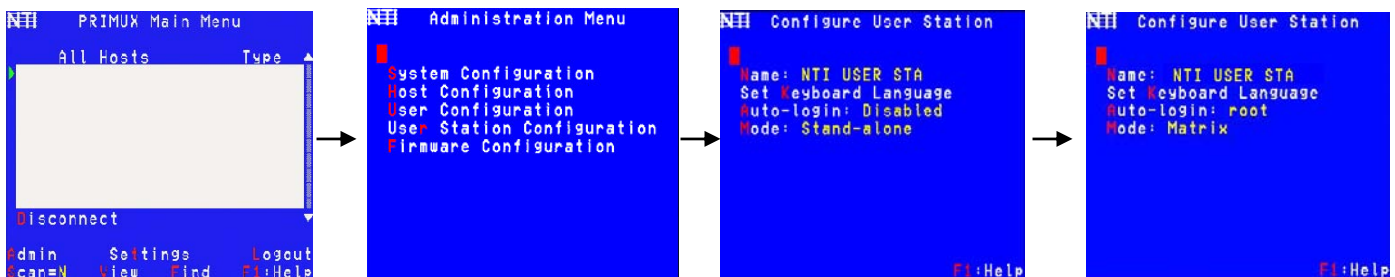 NTI PRIMUX Main Menu
All Hosts Type
Disconnect
Admin Settings Logout
Scan=N View Find F1:Help
NTI Administration Menu
System Configuration
Host Configuration
User Configuration
User Station Configuration
Firmware Configuration
NTI Configure User Station
Name: NTI USER STA
Set Keyboard Language
Auto-login: Disabled
Mode: Stand-alone
F1:Help
NTI Configure User Station
Name: NTI USER STA
Set Keyboard Language
Auto-login: root
Mode: Matrix
F1:Help